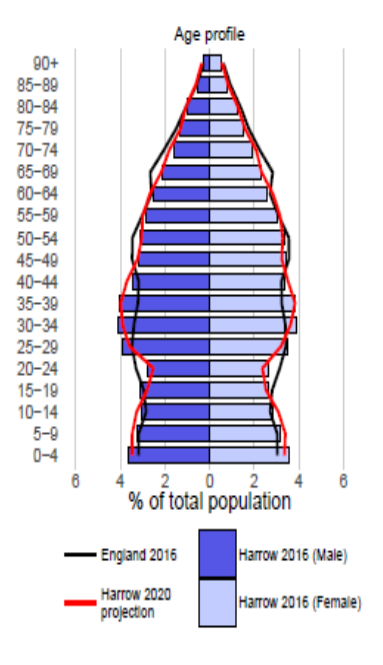 Age profile
90+
85–89
80–84
75–79
70–74
65–69
60–64
55–59
50–54
45–49
40–44
35–39
30–34
25–29
20–24
15–19
10–14
5–9
0–4
6 4 2 0 2 4 6
% of total population
England 2016
Harrow 2016 (Male)
Harrow 2020
projection
Harrow 2016 (Female)